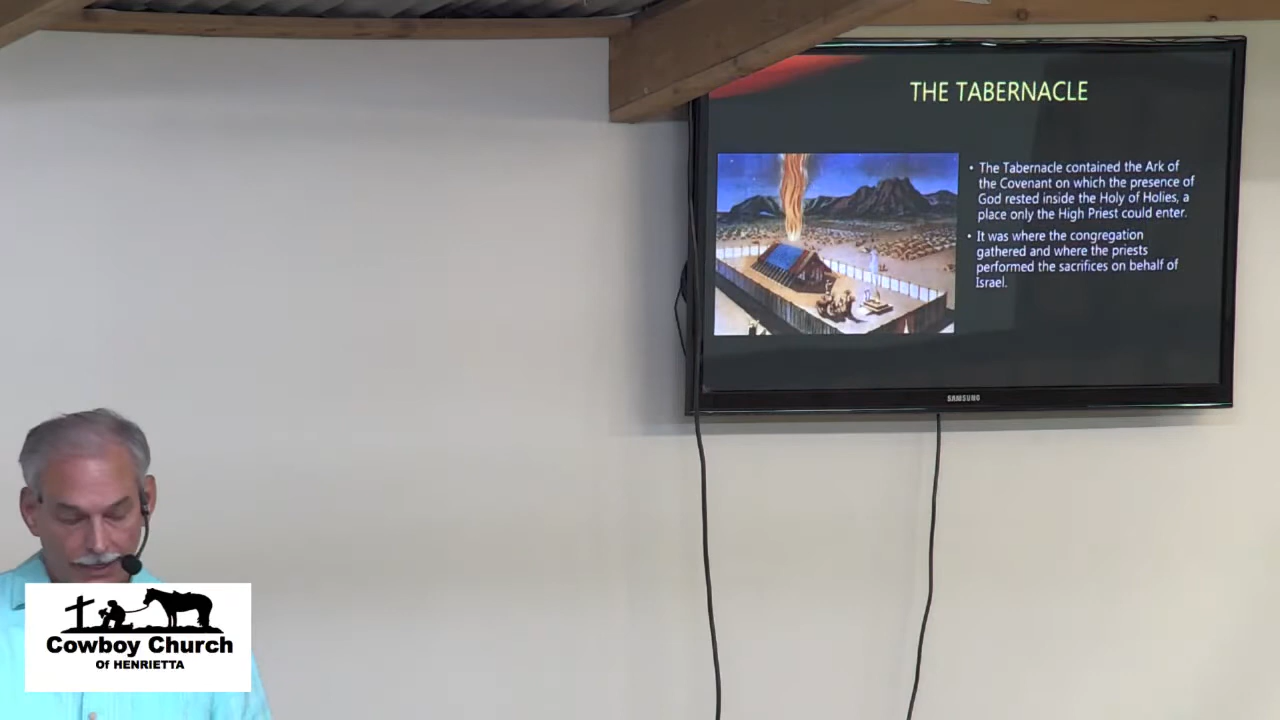 THE TABERNACLE
• The Tabernacle contained the Ark of
the Covenant on which the presence of
God rested inside the Holy of Holies, a
place only the High Priest could enter.
• It was where the congregation
gathered and where the priests
performed the sacrifices on behalf of
Israel.
SAMSUNG
Cowboy Church
Of HENRIETTA